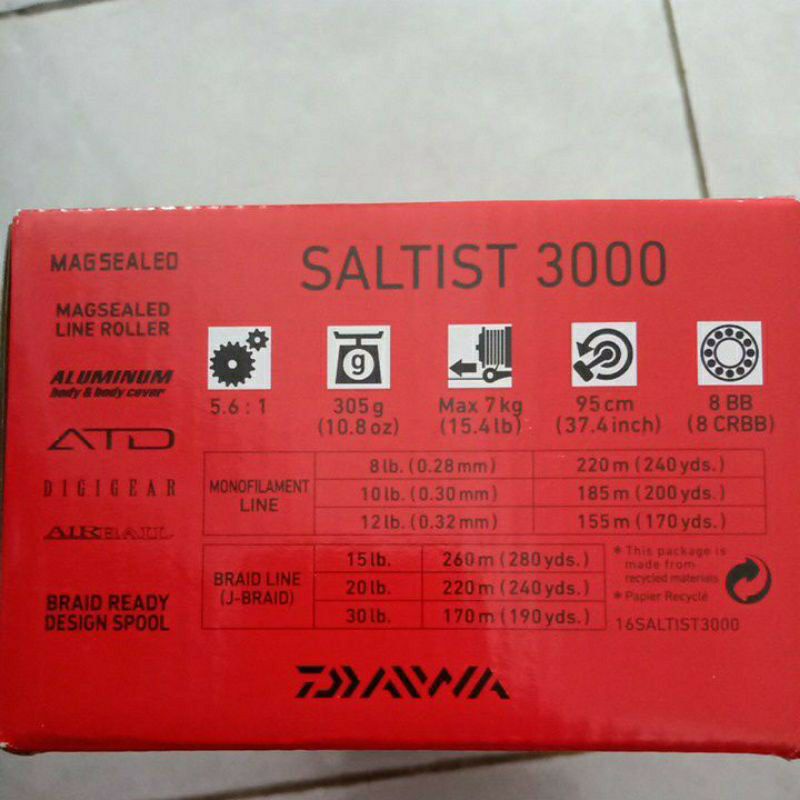 MAGSEALED
SALTIST 3000
MAGSEALED
LINE ROLLER
ALUMINUM
body & body cover
ATD
DIGIGEAR
AIRBAIL
BRAID READY
DESIGN SPOOL
g
5.6 : 1
305g
(10.8 oz)
Max 7kg
(15.4lb)
95cm
(37.4inch)
8 BB
(8 CRBB)
MONOFILAMENT
LINE
8lb. (0.28mm) 220m (240yds.)
10lb. (0.30mm) 185m (200yds.)
12lb. (0.32mm) 155m (170yds.)
BRAID LINE
(J-BRAID)
15lb. 260m (280yds.)
20lb. 220m (240yds.)
30lb. 170m (190yds.)
* This package is
made from
recycled materials
* Papier Recyclé
16SALTIST3000
DAIWA